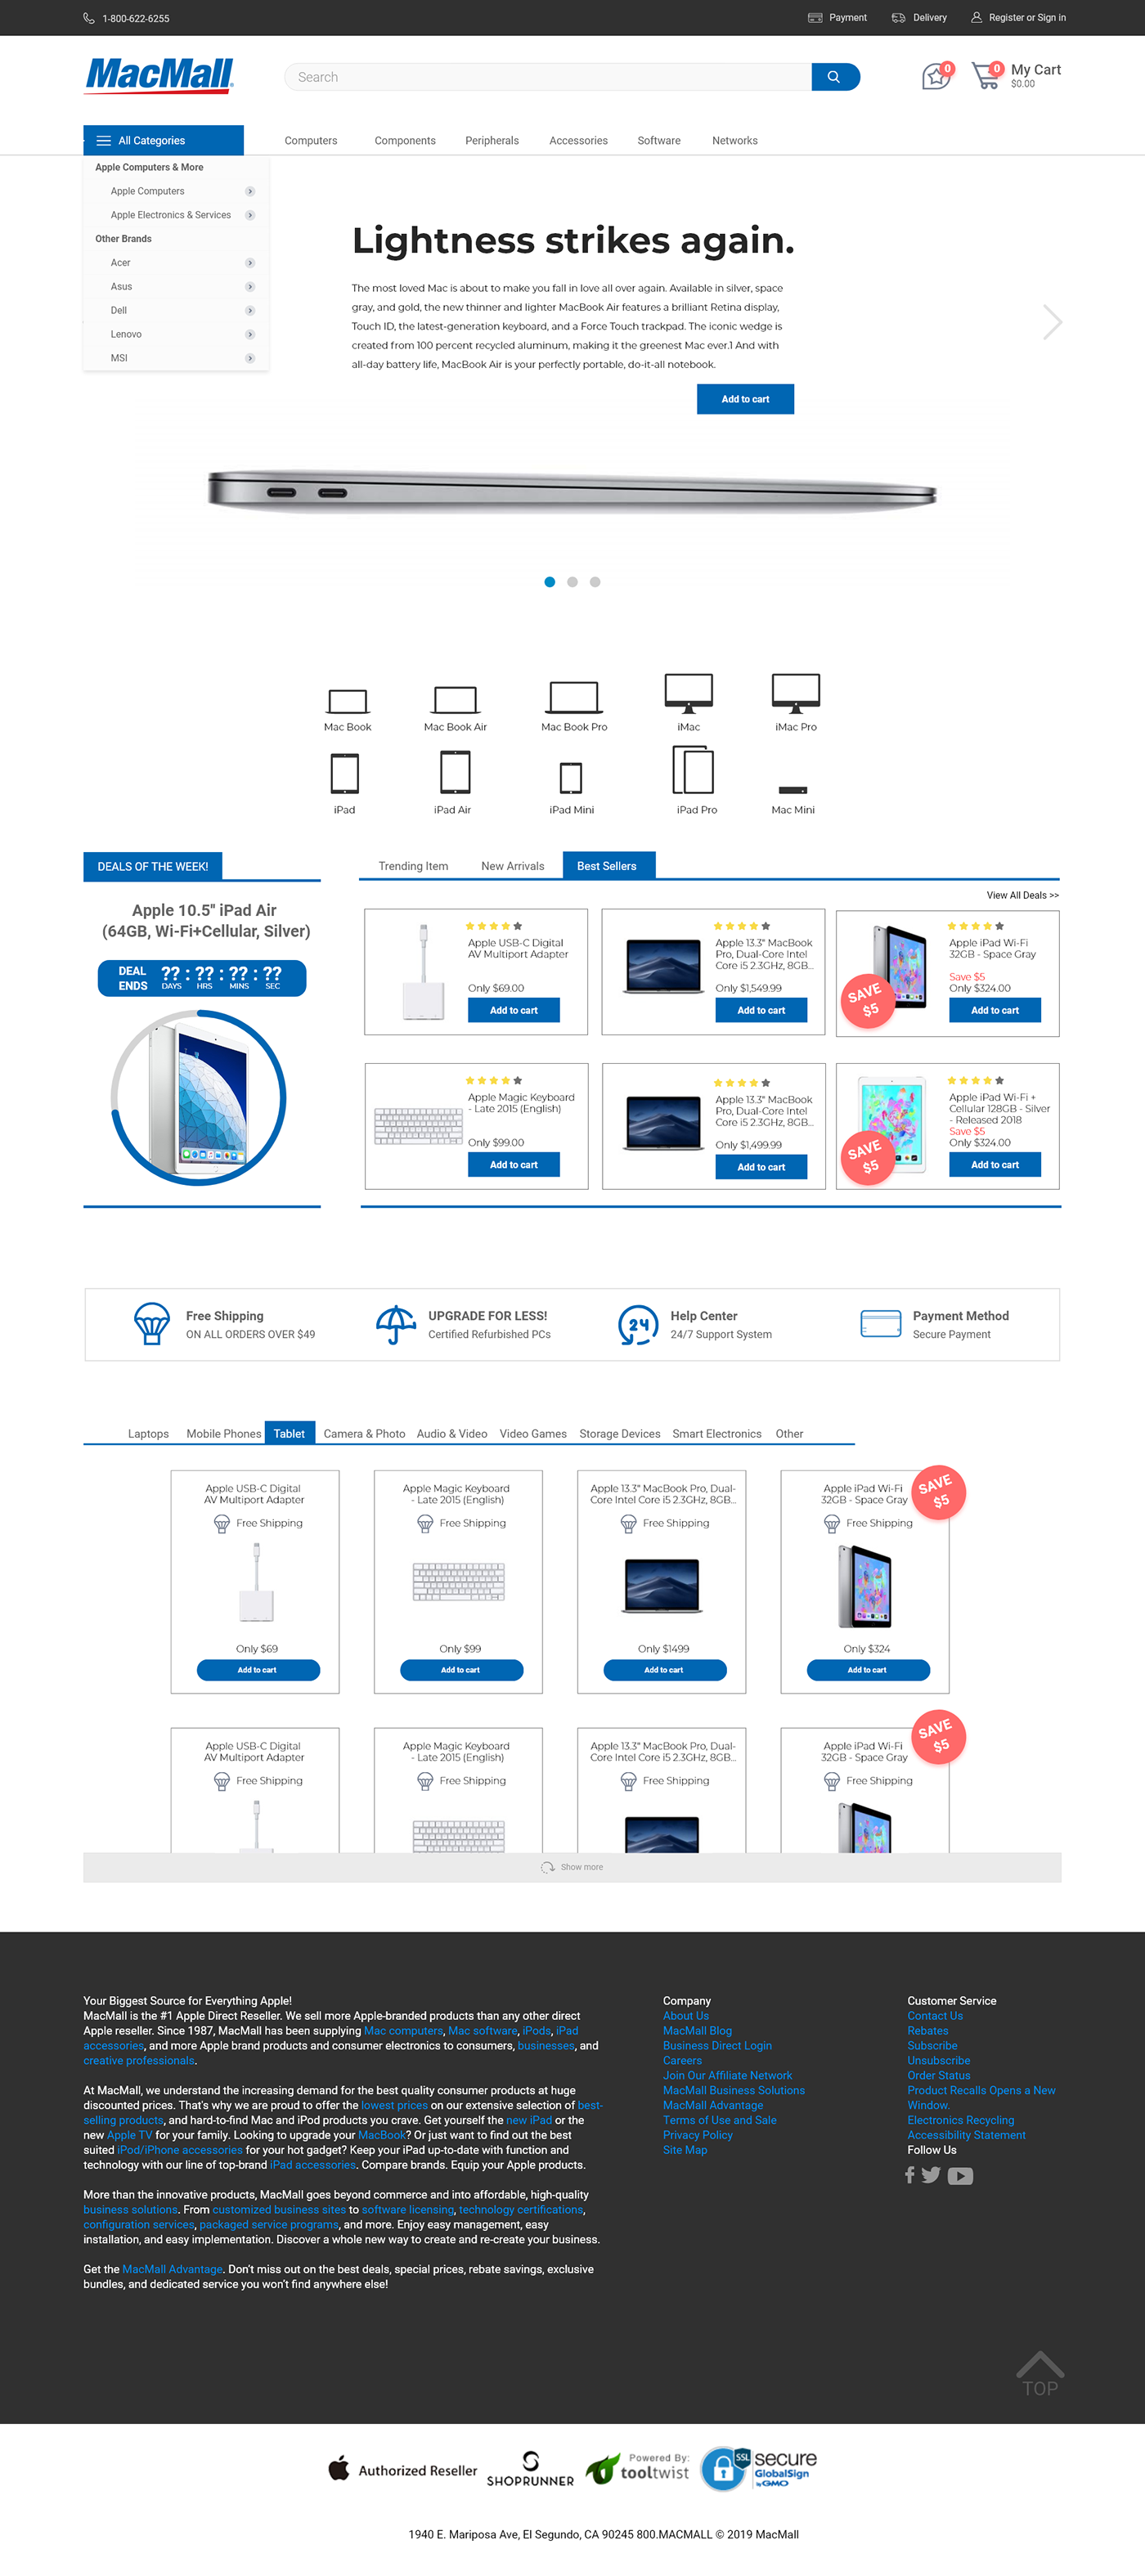 1-800-622-6255
Payment
Delivery
Register or Sign in
MacMall
Search
0
0
My Cart
$0.00
All Categories
Computers
Components
Peripherals
Accessories
Software
Networks
Apple Computers & More
Apple Computers
Apple Electronics & Services
Other Brands
Acer
Asus
Dell
Lenovo
MSI
Lightness strikes again.
The most loved Mac is about to make you fall in love all over again. Available in silver, space
gray, and gold, the new thinner and lighter MacBook Air features a brilliant Retina display,
Touch ID, the latest-generation keyboard, and a Force Touch trackpad. The iconic wedge is
created from 100 percent recycled aluminum, making it the greenest Mac ever.1 And with
all-day battery life, MacBook Air is your perfectly portable, do-it-all notebook.
Add to cart
Mac Book
Mac Book Air
Mac Book Pro
iMac
iMac Pro
iPad
iPad Air
iPad Mini
iPad Pro
Mac Mini
DEALS OF THE WEEK!
Apple 10.5" iPad Air
(64GB, Wi-Fi+Cellular, Silver)
DEAL
ENDS
?? : ?? : ?? : ??
DAYS HRS MINS SEC
Trending Item
New Arrivals
Best Sellers
View All Deals >>
Apple USB-C Digital
AV Multiport Adapter
Only $69.00
Add to cart
Apple 13.3" MacBook
Pro, Dual-Core Intel
Core i5 2.3GHz, 8GB...
Only $1,549.99
Add to cart
Apple iPad Wi-Fi
32GB - Space Gray
Save $5
Only $324.00
Add to cart
SAVE
$5
Apple Magic Keyboard
- Late 2015 (English)
Only $99.00
Add to cart
Apple 13.3" MacBook
Pro, Dual-Core Intel
Core i5 2.3GHz, 8GB...
Only $1,499.99
Add to cart
Apple iPad Wi-Fi +
Cellular 128GB - Silver
- Released 2018
Save $5
Only $324.00
Add to cart
SAVE
$5
Free Shipping
ON ALL ORDERS OVER $49
UPGRADE FOR LESS!
Certified Refurbished PCs
24
Help Center
24/7 Support System
Payment Method
Secure Payment
Laptops
Mobile Phones
Tablet
Camera & Photo
Audio & Video
Video Games
Storage Devices
Smart Electronics
Other
Apple USB-C Digital
AV Multiport Adapter
Free Shipping
Only $69
Add to cart
Apple Magic Keyboard
- Late 2015 (English)
Free Shipping
Only $99
Add to cart
Apple 13.3" MacBook Pro, Dual-
Core Intel Core i5 2.3GHz, 8GB...
Free Shipping
Only $1499
Add to cart
Apple iPad Wi-Fi
32GB - Space Gray
Free Shipping
Only $324
Add to cart
SAVE
$5
Apple USB-C Digital
AV Multiport Adapter
Free Shipping
Apple Magic Keyboard
- Late 2015 (English)
Free Shipping
Apple 13.3" MacBook Pro, Dual-
Core Intel Core i5 2.3GHz, 8GB...
Free Shipping
Apple iPad Wi-Fi
32GB - Space Gray
Free Shipping
SAVE
$5
Show more
Your Biggest Source for Everything Apple!
MacMall is the #1 Apple Direct Reseller. We sell more Apple-branded products than any other direct
Apple reseller. Since 1987, MacMall has been supplying Mac computers, Mac software, iPods, iPad
accessories, and more Apple brand products and consumer electronics to consumers, businesses, and
creative professionals.
At MacMall, we understand the increasing demand for the best quality consumer products at huge
discounted prices. That's why we are proud to offer the lowest prices on our extensive selection of best-
selling products, and hard-to-find Mac and iPod products you crave. Get yourself the new iPad or the
new Apple TV for your family. Looking to upgrade your MacBook? Or just want to find out the best
suited iPod/iPhone accessories for your hot gadget? Keep your iPad up-to-date with function and
technology with our line of top-brand iPad accessories. Compare brands. Equip your Apple products.
More than the innovative products, MacMall goes beyond commerce and into affordable, high-quality
business solutions. From customized business sites to software licensing, technology certifications,
configuration services, packaged service programs, and more. Enjoy easy management, easy
installation, and easy implementation. Discover a whole new way to create and re-create your business.
Get the MacMall Advantage. Don't miss out on the best deals, special prices, rebate savings, exclusive
bundles, and dedicated service you won't find anywhere else!
Company
About Us
MacMall Blog
Business Direct Login
Careers
Join Our Affiliate Network
MacMall Business Solutions
MacMall Advantage
Terms of Use and Sale
Privacy Policy
Site Map
Customer Service
Contact Us
Rebates
Subscribe
Unsubscribe
Order Status
Product Recalls Opens a New
Window.
Electronics Recycling
Accessibility Statement
Follow Us
TOP
Authorized Reseller
SHOPRUNNER
Powered By:
tooltwist
SSL
secure
GlobalSign
by GMO
1940 E. Mariposa Ave, El Segundo, CA 90245 800.MACMALL © 2019 MacMall